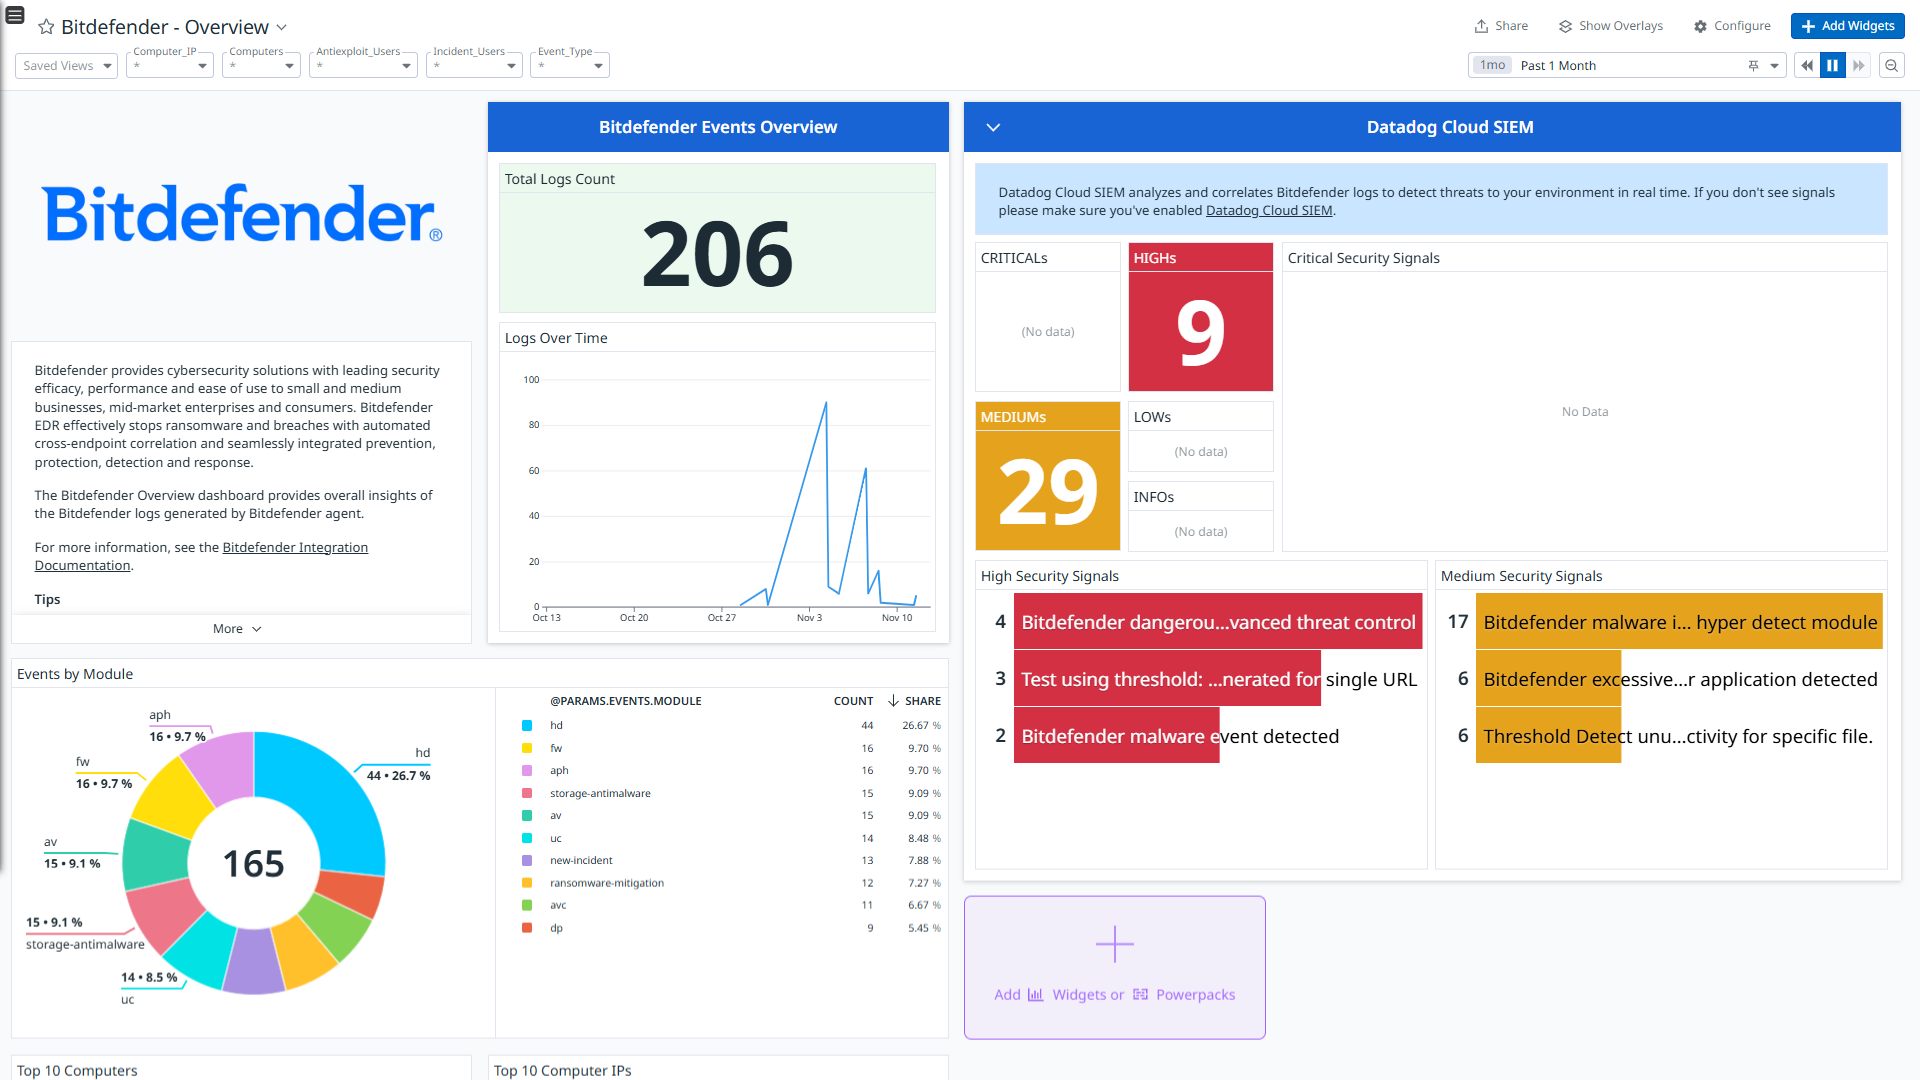 Bitdefender - Overview
Share
Show Overlays
Configure
Add Widgets
Saved Views
Computer_IP
*
Computers
*
Antiexploit_Users
*
Incident_Users
*
Event_Type
*
1mo Past 1 Month
Bitdefender®
Bitdefender provides cybersecurity solutions with leading security
efficacy, performance and ease of use to small and medium
businesses, mid-market enterprises and consumers. Bitdefender
EDR effectively stops ransomware and breaches with automated
cross-endpoint correlation and seamlessly integrated prevention,
protection, detection and response.
The Bitdefender Overview dashboard provides overall insights of
the Bitdefender logs generated by Bitdefender agent.
For more information, see the Bitdefender Integration
Documentation.
Tips
More
Bitdefender Events Overview
Total Logs Count
206
Logs Over Time
100
80
60
40
20
0
Oct 13 Oct 20 Oct 27 Nov 3 Nov 10
Datadog Cloud SIEM
Datadog Cloud SIEM analyzes and correlates Bitdefender logs to detect threats to your environment in real time. If you don't see signals
please make sure you've enabled Datadog Cloud SIEM.
CRITICALs
(No data)
HIGHs
9
Critical Security Signals
No Data
MEDIUMs
29
LOWs
(No data)
INFOs
(No data)
High Security Signals
4 Bitdefender dangerou...vanced threat control
3 Test using threshold: ...nerated for single URL
2 Bitdefender malware event detected
Medium Security Signals
17 Bitdefender malware i... hyper detect module
6 Bitdefender excessive...r application detected
6 Threshold Detect unu...ctivity for specific file.
Events by Module
aph
16 • 9.7 %
hd
44 • 26.7 %
fw
16 • 9.7 %
av
15 • 9.1 %
165
15 • 9.1 %
storage-antimalware
14 • 8.5 %
uc
@PARAMS.EVENTS.MODULE COUNT SHARE
hd 44 26.67 %
fw 16 9.70 %
aph 16 9.70 %
storage-antimalware 15 9.09 %
av 15 9.09 %
uc 14 8.48 %
new-incident 13 7.88 %
ransomware-mitigation 12 7.27 %
avc 11 6.67 %
dp 9 5.45 %
Add Widgets or Powerpacks
Top 10 Computers
Top 10 Computer IPs